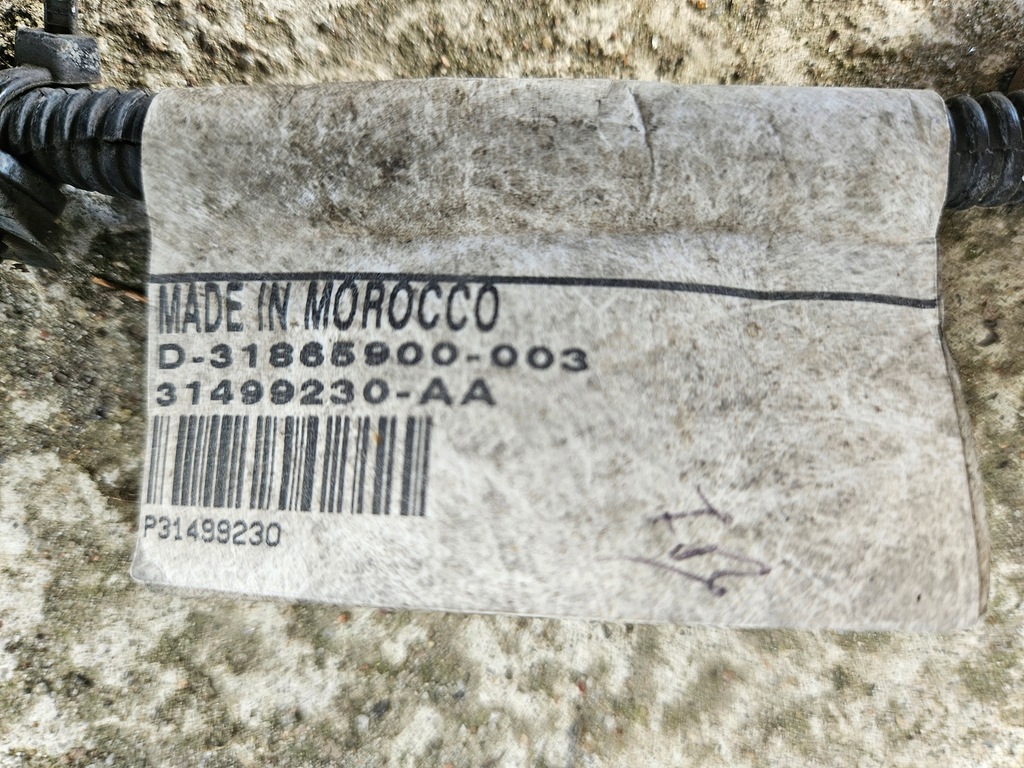 MADE IN MOROCCO
D-31865900-003
31499230-AA
P31499230